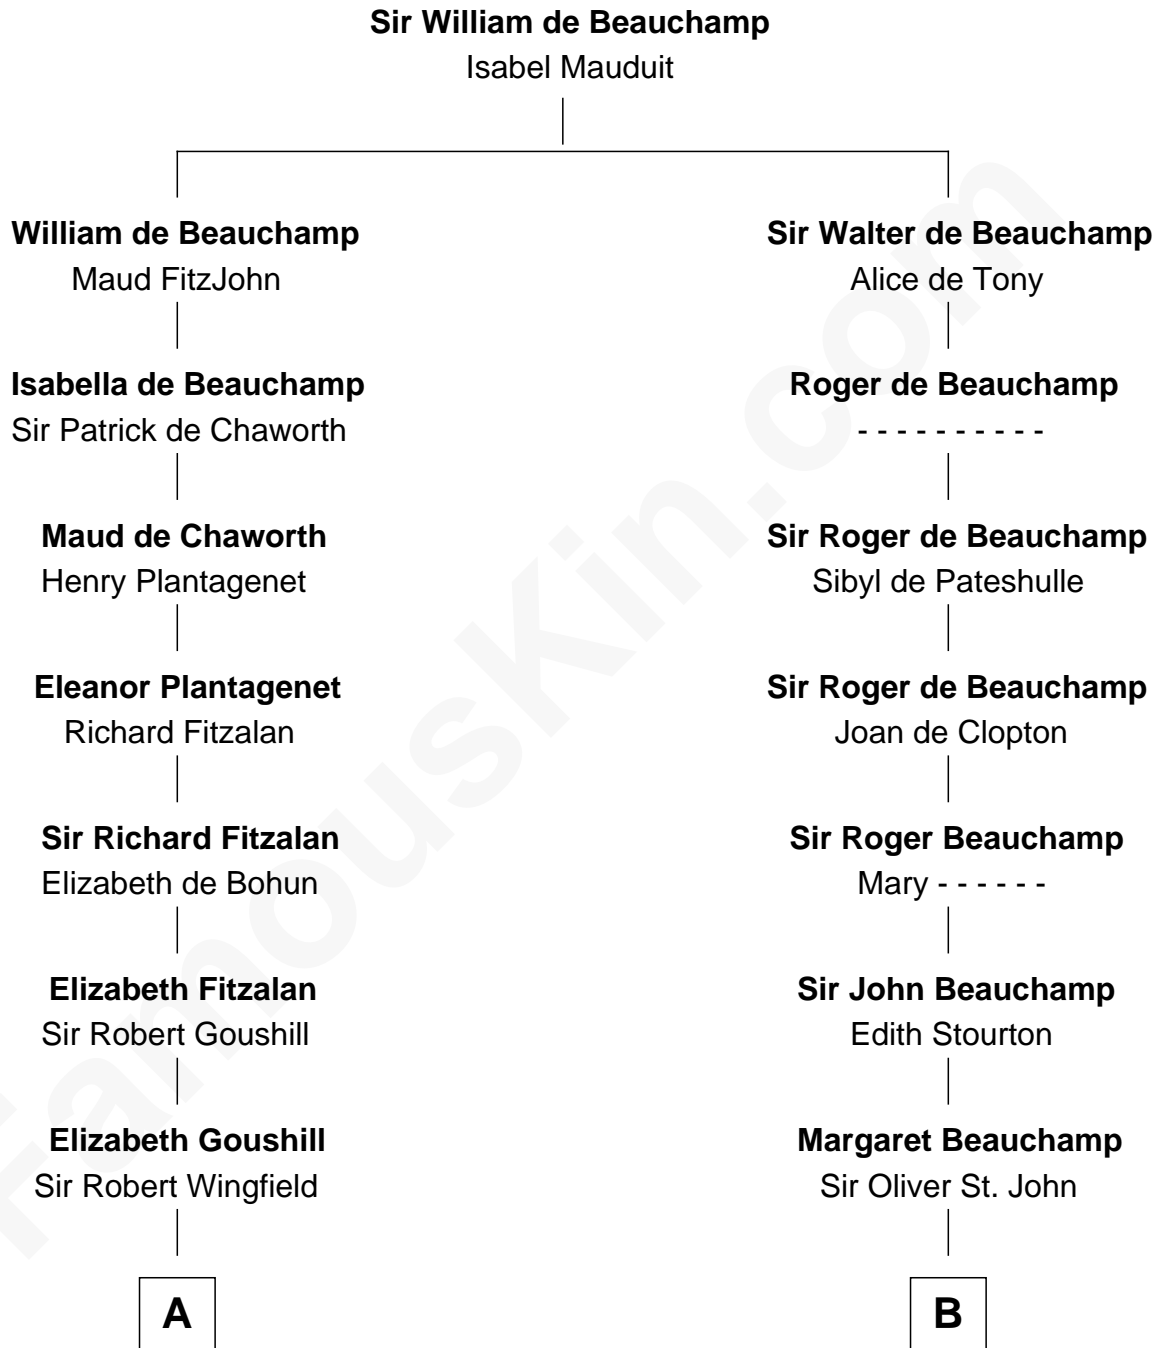 Sir William de Beauchamp
Isabel Mauduit
William de Beauchamp
Maud FitzJohn
Sir Walter de Beauchamp
Alice de Tony
Isabella de Beauchamp
Sir Patrick de Chaworth
Roger de Beauchamp
- - - - - - - - - -
Maud de Chaworth
Henry Plantagenet
Sir Roger de Beauchamp
Sibyl de Pateshulle
Eleanor Plantagenet
Richard Fitzalan
Sir Roger de Beauchamp
Joan de Clopton
Sir Richard Fitzalan
Elizabeth de Bohun
Sir Roger Beauchamp
Mary - - - - - -
Elizabeth Fitzalan
Sir Robert Goushill
Sir John Beauchamp
Edith Stourton
Elizabeth Goushill
Sir Robert Wingfield
Margaret Beauchamp
Sir Oliver St. John
A
B
FamousKin.com